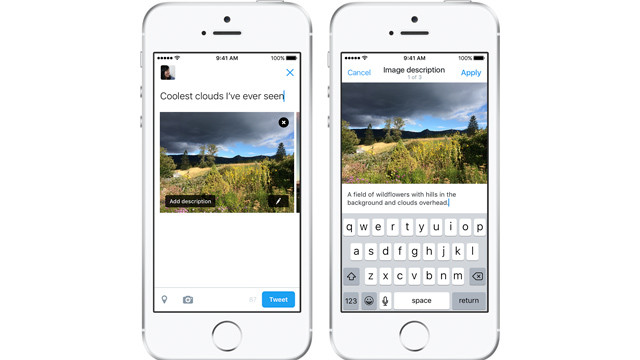 9:41 AM 100%
Coolest clouds I've ever seen
Add description
Tweet
9:41 AM 100%
Cancel Image description Apply
1 of 3
A field of wildflowers with hills in the
background and clouds overhead.
q w e r t y u i o p
a s d f g h j k l
z x c v b n m
123 space return